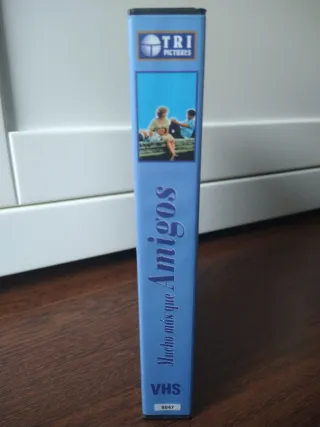 TRI
PICTURES
Mucho más que Amigos
VHS